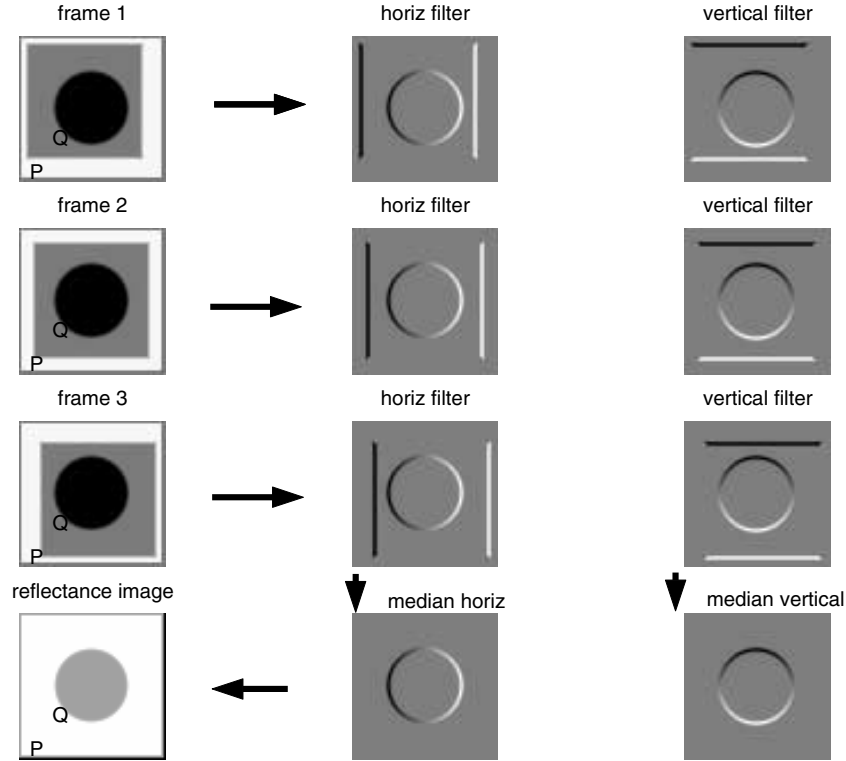 frame 1
horiz filter
vertical filter
Q
P
frame 2
horiz filter
vertical filter
Q
P
frame 3
horiz filter
vertical filter
Q
P
reflectance image
median horiz
median vertical
Q
P